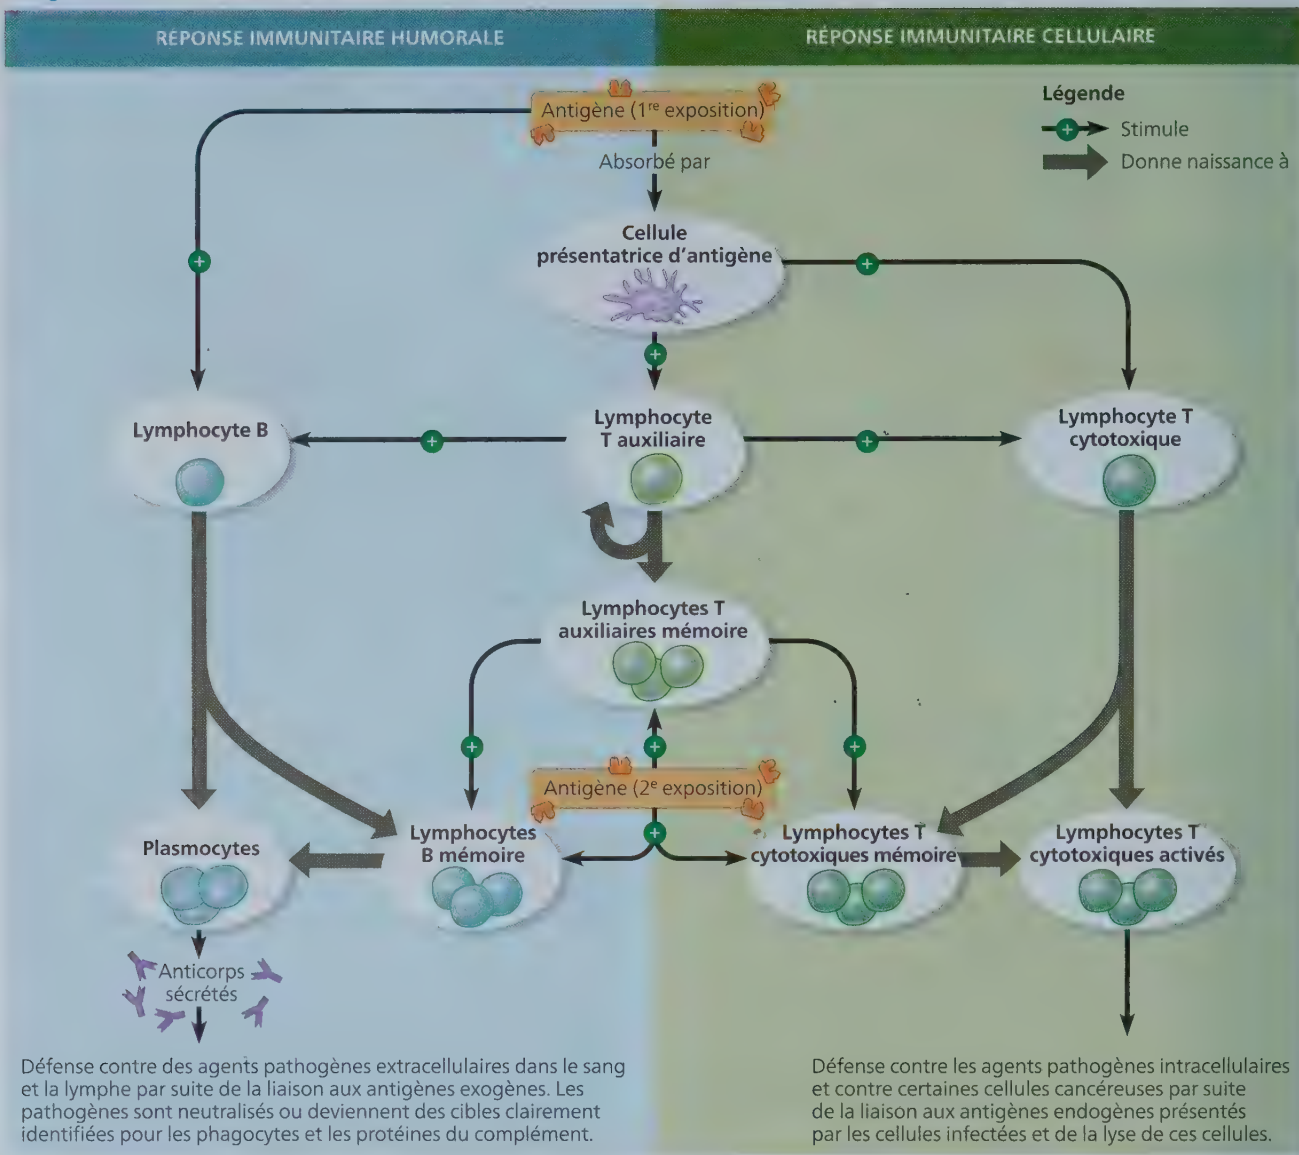 RÉPONSE IMMUNITAIRE HUMORALE
RÉPONSE IMMUNITAIRE CELLULAIRE
Antigène (1re exposition)
Absorbé par
Légende
Stimule
Donne naissance à
Cellule
présentatrice d'antigène
Lymphocyte B
Lymphocyte
T auxiliaire
Lymphocyte T
cytotoxique
Lymphocytes T
auxiliaires mémoire
Antigène (2e exposition)
Plasmocytes
Lymphocytes
B mémoire
Lymphocytes T
cytotoxiques mémoire
Lymphocytes T
cytotoxiques activés
Anticorps
sécrétés
Défense contre des agents pathogènes extracellulaires dans le sang
et la lymphe par suite de la liaison aux antigènes exogènes. Les
pathogènes sont neutralisés ou deviennent des cibles clairement
identifiées pour les phagocytes et les protéines du complément.
Défense contre les agents pathogènes intracellulaires
et contre certaines cellules cancéreuses par suite
de la liaison aux antigènes endogènes présentés
par les cellules infectées et de la lyse de ces cellules.